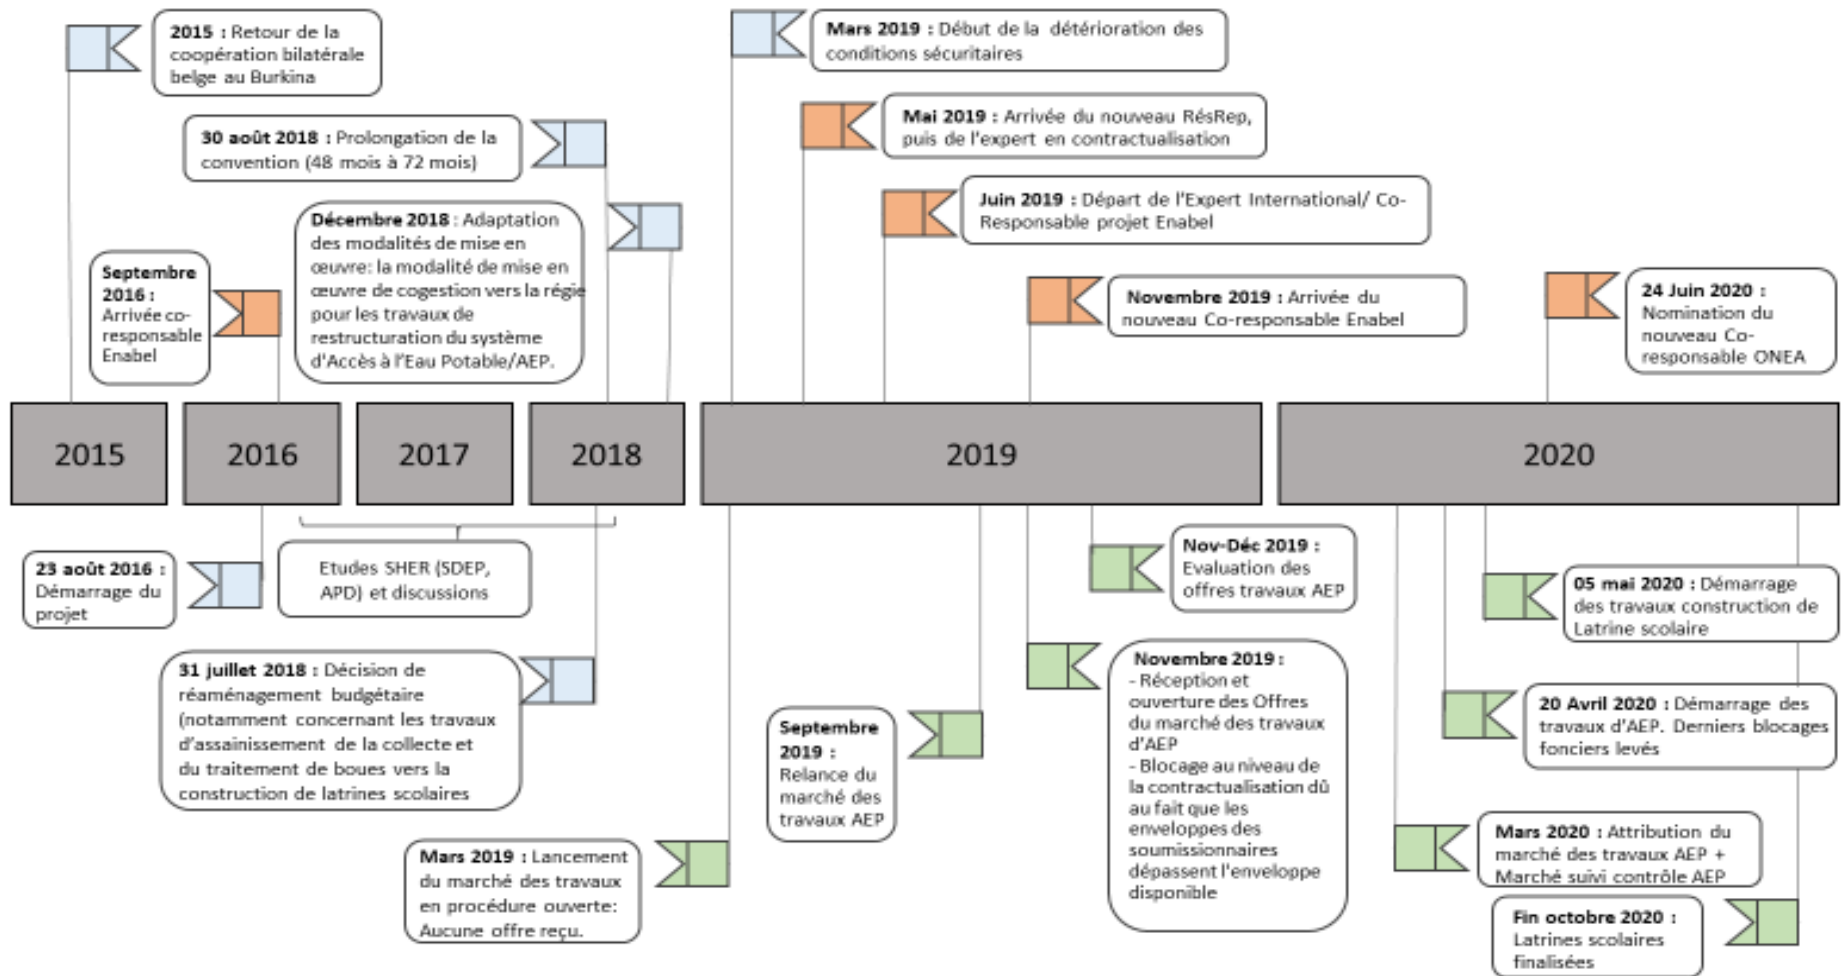 2015 : Retour de la
coopération bilatérale
belge au Burkina
30 août 2018 : Prolongation de la
convention (48 mois à 72 mois)
Décembre 2018 : Adaptation
des modalités de mise en
œuvre: la modalité de mise en
œuvre de cogestion vers la régie
pour les travaux de
restructuration du système
d'Accès à l'Eau Potable/AEP.
Septembre
2016 :
Arrivée co-
responsable
Enabel
Mars 2019 : Début de la détérioration des
conditions sécuritaires
Mai 2019 : Arrivée du nouveau RésRep,
puis de l'expert en contractualisation
Juin 2019 : Départ de l'Expert International/ Co-
Responsable projet Enabel
Novembre 2019 : Arrivée du
nouveau Co-responsable Enabel
24 Juin 2020 :
Nomination du
nouveau Co-
responsable ONEA
2015
2016
2017
2018
2019
2020
23 août 2016 :
Démarrage du
projet
Etudes SHER (SDEP,
APD) et discussions
31 juillet 2018 : Décision de
réaménagement budgétaire
(notamment concernant les travaux
d'assainissement de la collecte et
du traitement de boues vers la
construction de latrines scolaires
Mars 2019 : Lancement
du marché des travaux
en procédure ouverte:
Aucune offre reçu.
Septembre
2019 :
Relance du
marché des
travaux AEP
Nov-Déc 2019 :
Evaluation des
offres travaux AEP
Novembre 2019 :
- Réception et
ouverture des Offres
du marché des travaux
d'AEP
- Blocage au niveau de
la contractualisation dû
au fait que les
enveloppes des
soumissionnaires
dépassent l'enveloppe
disponible
05 mai 2020 : Démarrage
des travaux construction de
Latrine scolaire
20 Avril 2020 : Démarrage des
travaux d'AEP. Derniers blocages
fonciers levés
Mars 2020 : Attribution du
marché des travaux AEP +
Marché suivi contrôle AEP
Fin octobre 2020 :
Latrines scolaires
finalisées